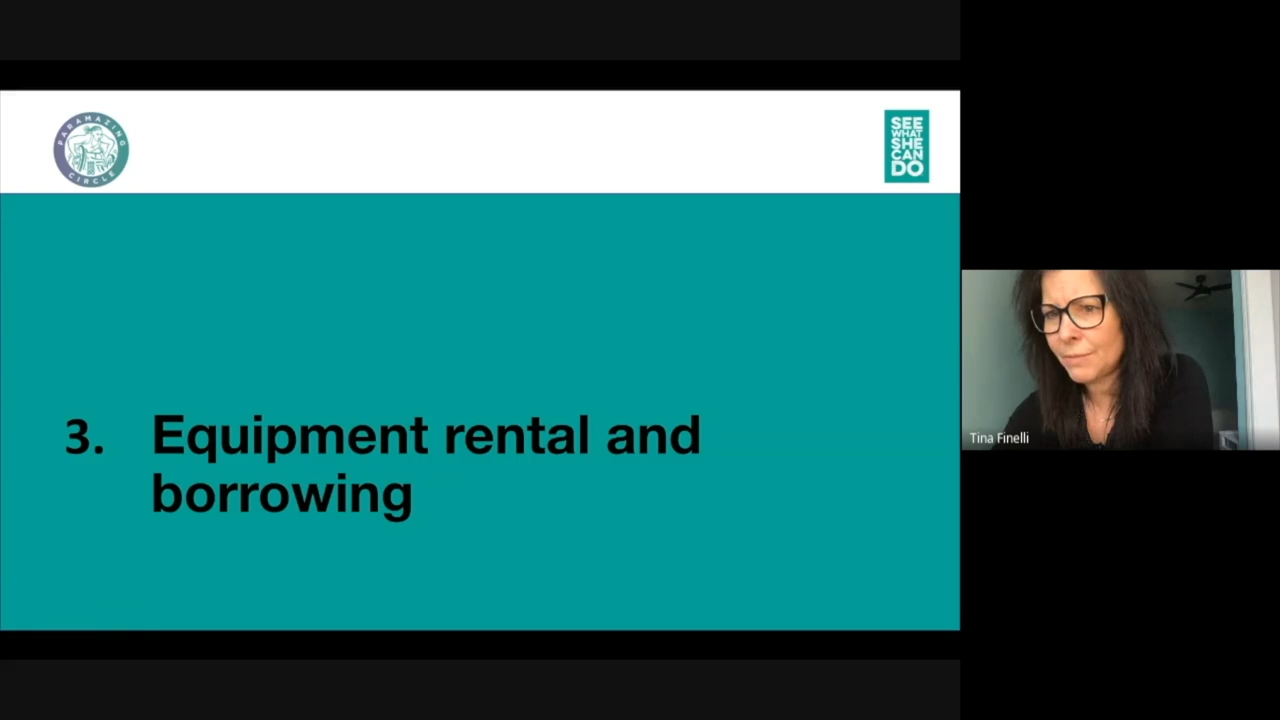 PARAMAZING
CIRCLE
SEE
WHAT
SHE
CAN
DO
3. Equipment rental and
borrowing
Tina Finelli